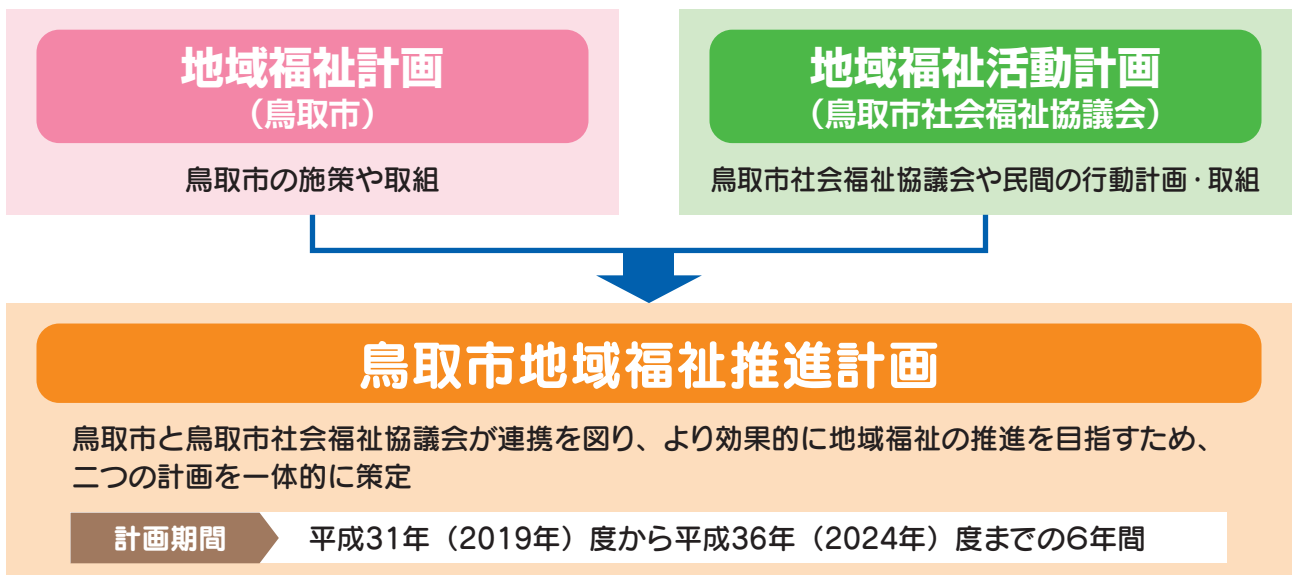 地域福祉計画
（鳥取市）
鳥取市の施策や取組
地域福祉活動計画
（鳥取市社会福祉協議会）
鳥取市社会福祉協議会や民間の行動計画・取組
鳥取市地域福祉推進計画
鳥取市と鳥取市社会福祉協議会が連携を図り、より効果的に地域福祉の推進を目指すため、
二つの計画を一体的に策定
計画期間 平成31年（2019年）度から平成36年（2024年）度までの6年間